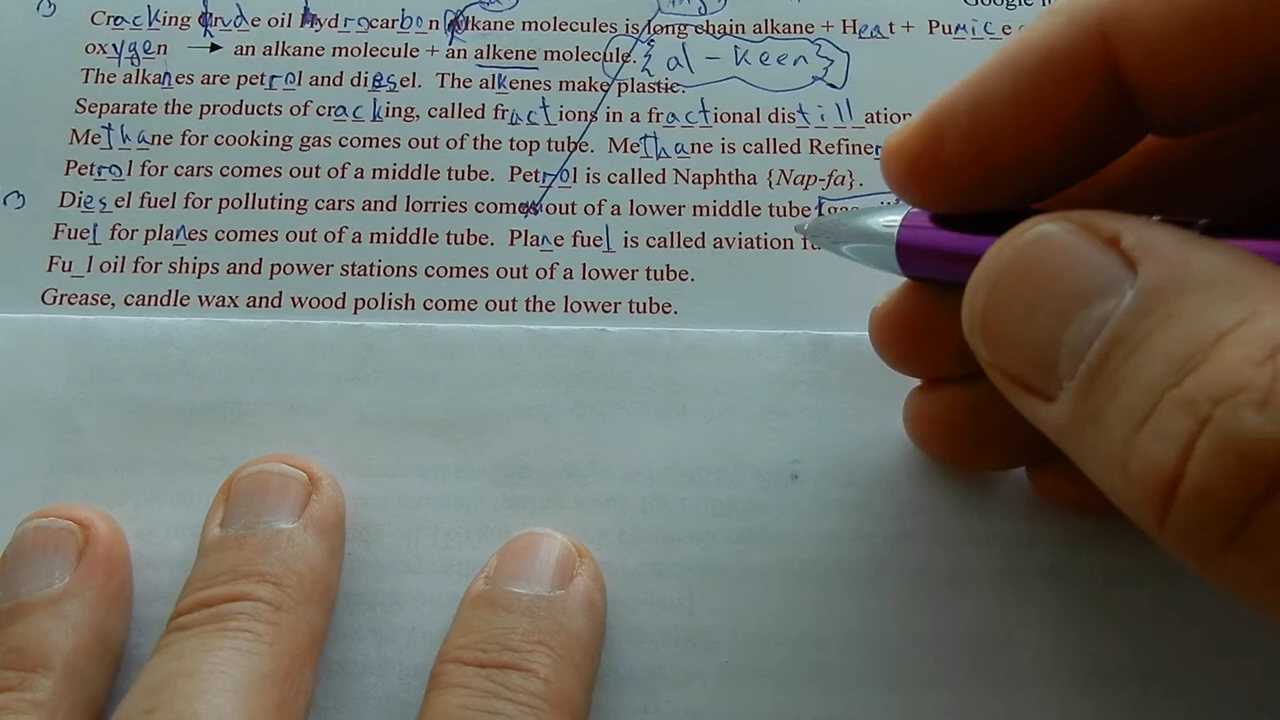 Google
Cracking Crude oil Hydrocarbon Alkane molecules is long chain alkane + Heat + Pumice
oxygen → an alkane molecule + an alkene molecule. {al - Keen}
The alkanes are petrol and diesel. The alkenes make plastic.
Separate the products of cracking, called fractions in a fractional distillation
Methane for cooking gas comes out of the top tube. Methane is called Refiner
Petrol for cars comes out of a middle tube. Petrol is called Naphtha {Nap-fa}.
Diesel fuel for polluting cars and lorries comes out of a lower middle tube
Fuel for planes comes out of a middle tube. Plane fuel is called aviation
Fu_l oil for ships and power stations comes out of a lower tube.
Grease, candle wax and wood polish come out the lower tube.